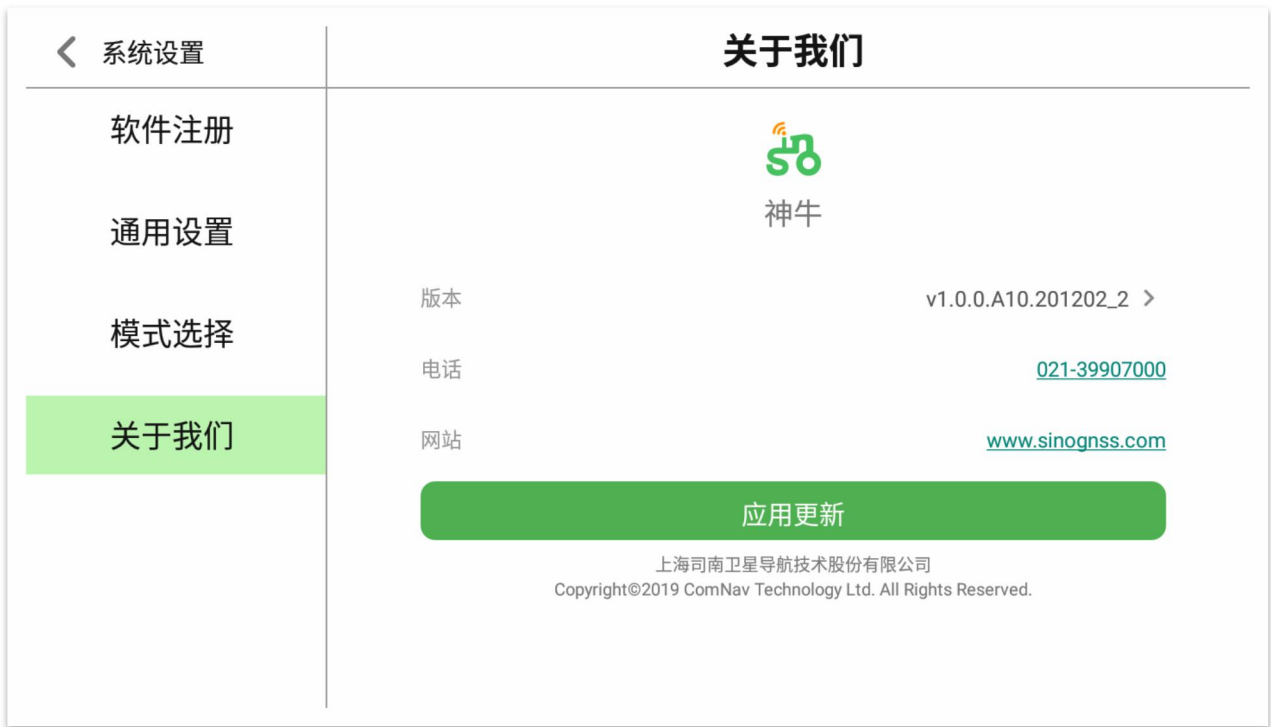 系统设置
关于我们
软件注册
通用设置
模式选择
关于我们
sino
神牛
版本
v1.0.0.A10.201202_2
电话
021-39907000
网站
www.sinognss.com
应用更新
上海司南卫星导航技术股份有限公司
Copyright©2019 ComNav Technology Ltd. All Rights Reserved.